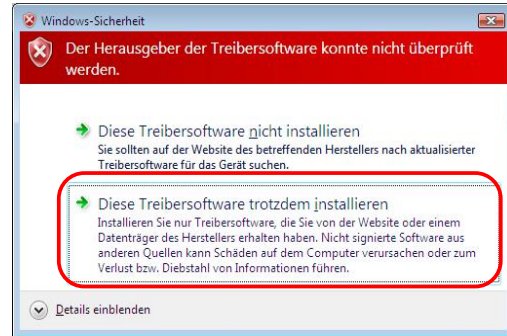 Windows-Sicherheit
Der Herausgeber der Treibersoftware konnte nicht überprüft
werden.
Diese Treibersoftware nicht installieren
Sie sollten auf der Website des betreffenden Herstellers nach aktualisierter
Treibersoftware für das Gerät suchen.
Diese Treibersoftware trotzdem installieren
Installieren Sie nur Treibersoftware, die Sie von der Website oder einem
Datenträger des Herstellers erhalten haben. Nicht signierte Software aus
anderen Quellen kann Schäden auf dem Computer verursachen oder zum
Verlust bzw. Diebstahl von Informationen führen.
Details einblenden